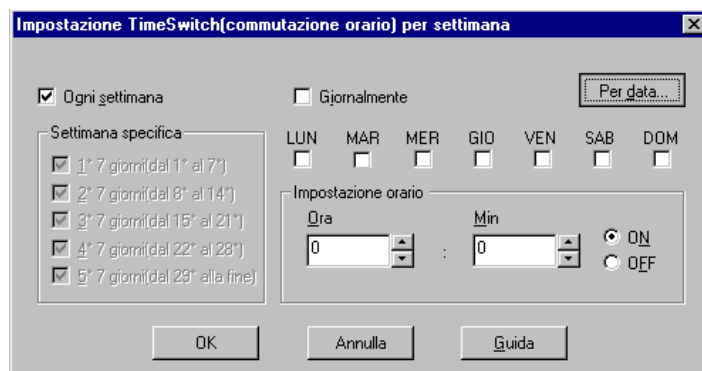 Impostazione TimeSwitch(commutazione orario) per settimana
Ogni settimana
Giornalmente
Per data...
Settimana specifica
1° 7 giorni(dal 1° al 7°)
2° 7 giorni(dal 8° al 14°)
3° 7 giorni(dal 15° al 21°)
4° 7 giorni(dal 22° al 28°)
5° 7 giorni(dal 29° alla fine)
LUN MAR MER GIO VEN SAB DOM
Impostazione orario
Ora Min
0 : 0
ON
OFF
OK Annulla Guida